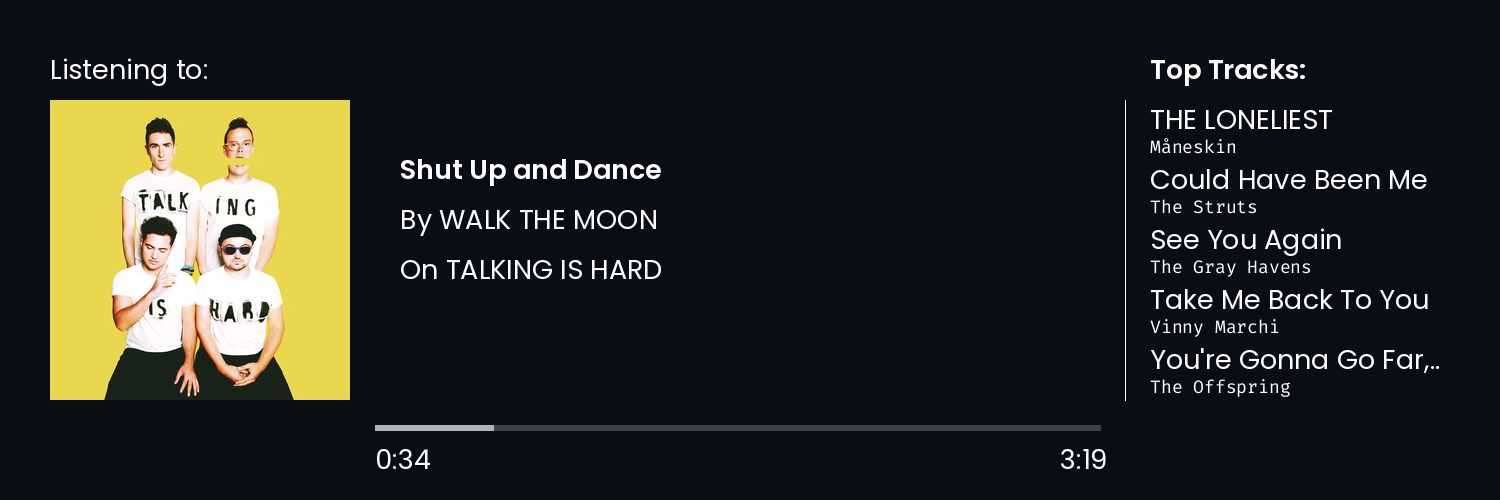 Listening to:
TALK ING
IS HARD
Shut Up and Dance
By WALK THE MOON
On TALKING IS HARD
0:34
3:19
Top Tracks:
THE LONELIEST
Måneskin
Could Have Been Me
The Struts
See You Again
The Gray Havens
Take Me Back To You
Vinny Marchi
You're Gonna Go Far,..
The Offspring